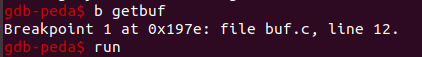 gdb-peda$ b getbuf
Breakpoint 1 at 0x197e: file buf.c, line 12.
gdb-peda$ run